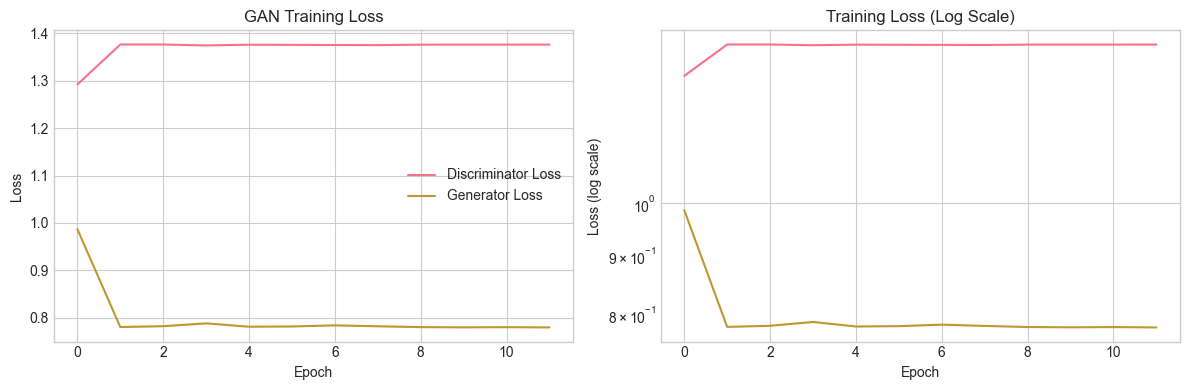 GAN Training Loss
1.4
1.3
1.2
1.1
1.0
0.9
0.8
Loss
Discriminator Loss
Generator Loss
0 2 4 6 8 10
Epoch
Training Loss (Log Scale)
Loss (log scale)
10⁰
9 × 10⁻¹
8 × 10⁻¹
0 2 4 6 8 10
Epoch